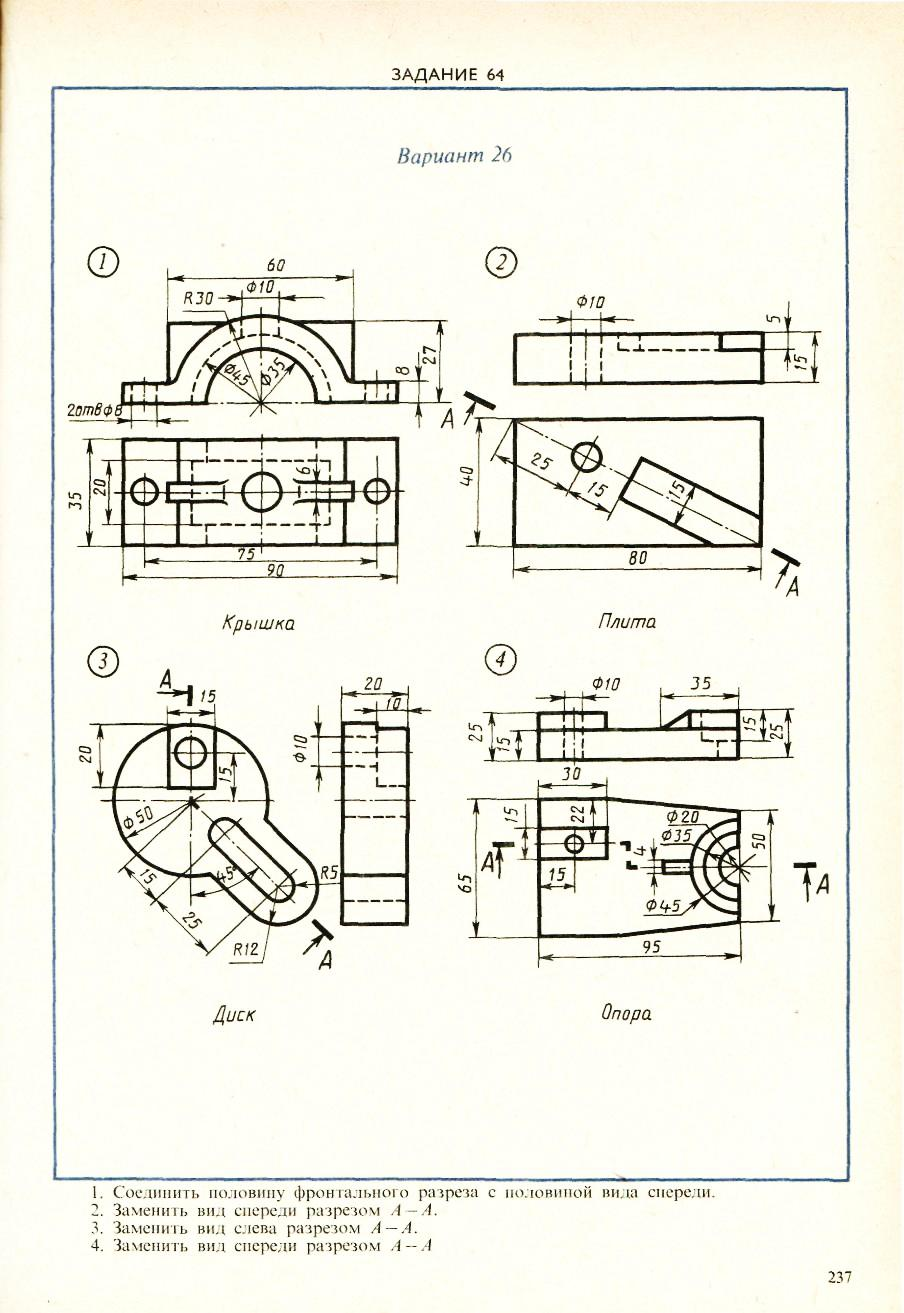 ЗАДАНИЕ 64
Вариант 26
1
60
R30
Ф10
Ф45
Ф35
8
27
2отвФ8
35
20
6
75
90
Крышка
2
Ф10
5
15
А
40
25
15
15
80
А
Плита
3
А
15
20
15
Ф50
15
25
45°
R5
R12
А
20
10
Ф10
Диск
4
Ф10
35
25
15
15
25
30
15
22
Ф20
Ф35
4
50
А
А
65
15
Ф45
95
Опора
1. Соединить половину фронтального разреза с половиной вида спереди.
2. Заменить вид спереди разрезом А—А.
3. Заменить вид слева разрезом А—А.
4. Заменить вид спереди разрезом А--А
237